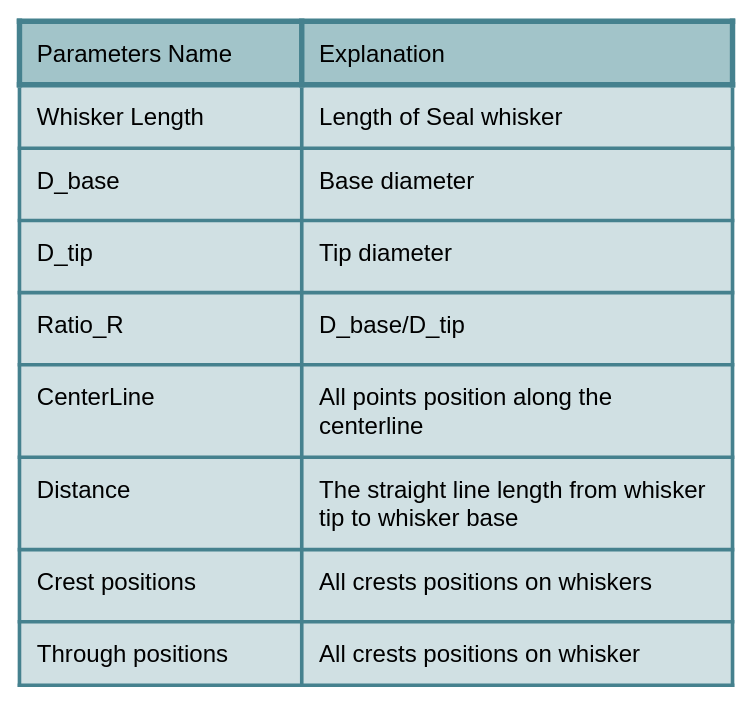 Parameters Name Explanation
Whisker Length Length of Seal whisker
D_base Base diameter
D_tip Tip diameter
Ratio_R D_base/D_tip
CenterLine All points position along the
centerline
Distance The straight line length from whisker
tip to whisker base
Crest positions All crests positions on whiskers
Through positions All crests positions on whisker